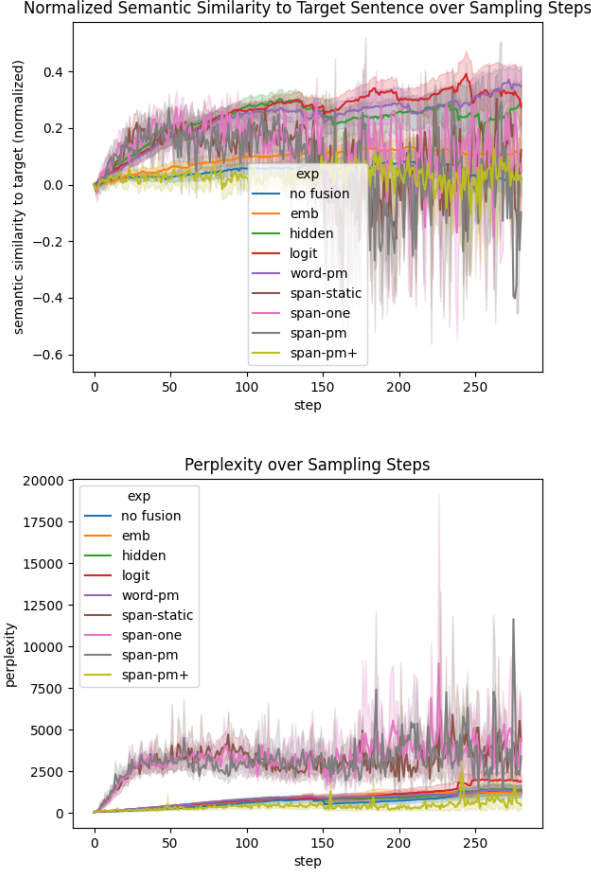 Normalized Semantic Similarity to Target Sentence over Sampling Steps
semantic similarity to target (normalized)
0.4
0.2
0.0
−0.2
−0.4
−0.6
exp
no fusion
emb
hidden
logit
word-pm
span-static
span-one
span-pm
span-pm+
0
50
100
150
200
250
step
Perplexity over Sampling Steps
perplexity
20000
17500
15000
12500
10000
7500
5000
2500
0
exp
no fusion
emb
hidden
logit
word-pm
span-static
span-one
span-pm
span-pm+
0
50
100
150
200
250
step